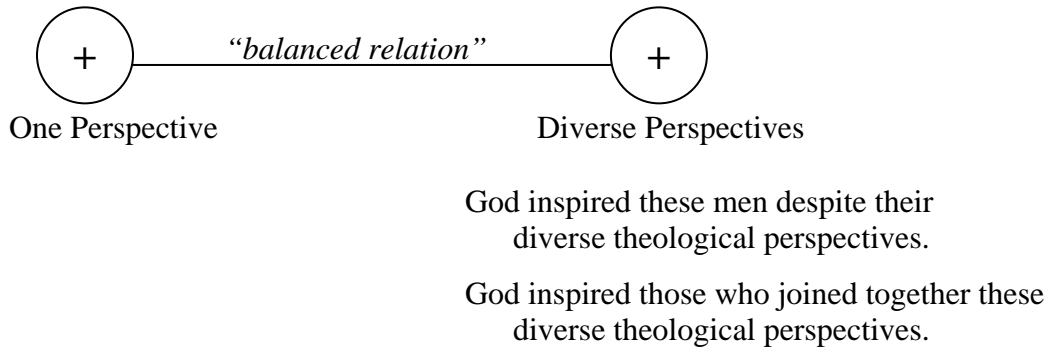 + “balanced relation” +
One Perspective Diverse Perspectives
God inspired these men despite their
diverse theological perspectives.
God inspired those who joined together these
diverse theological perspectives.